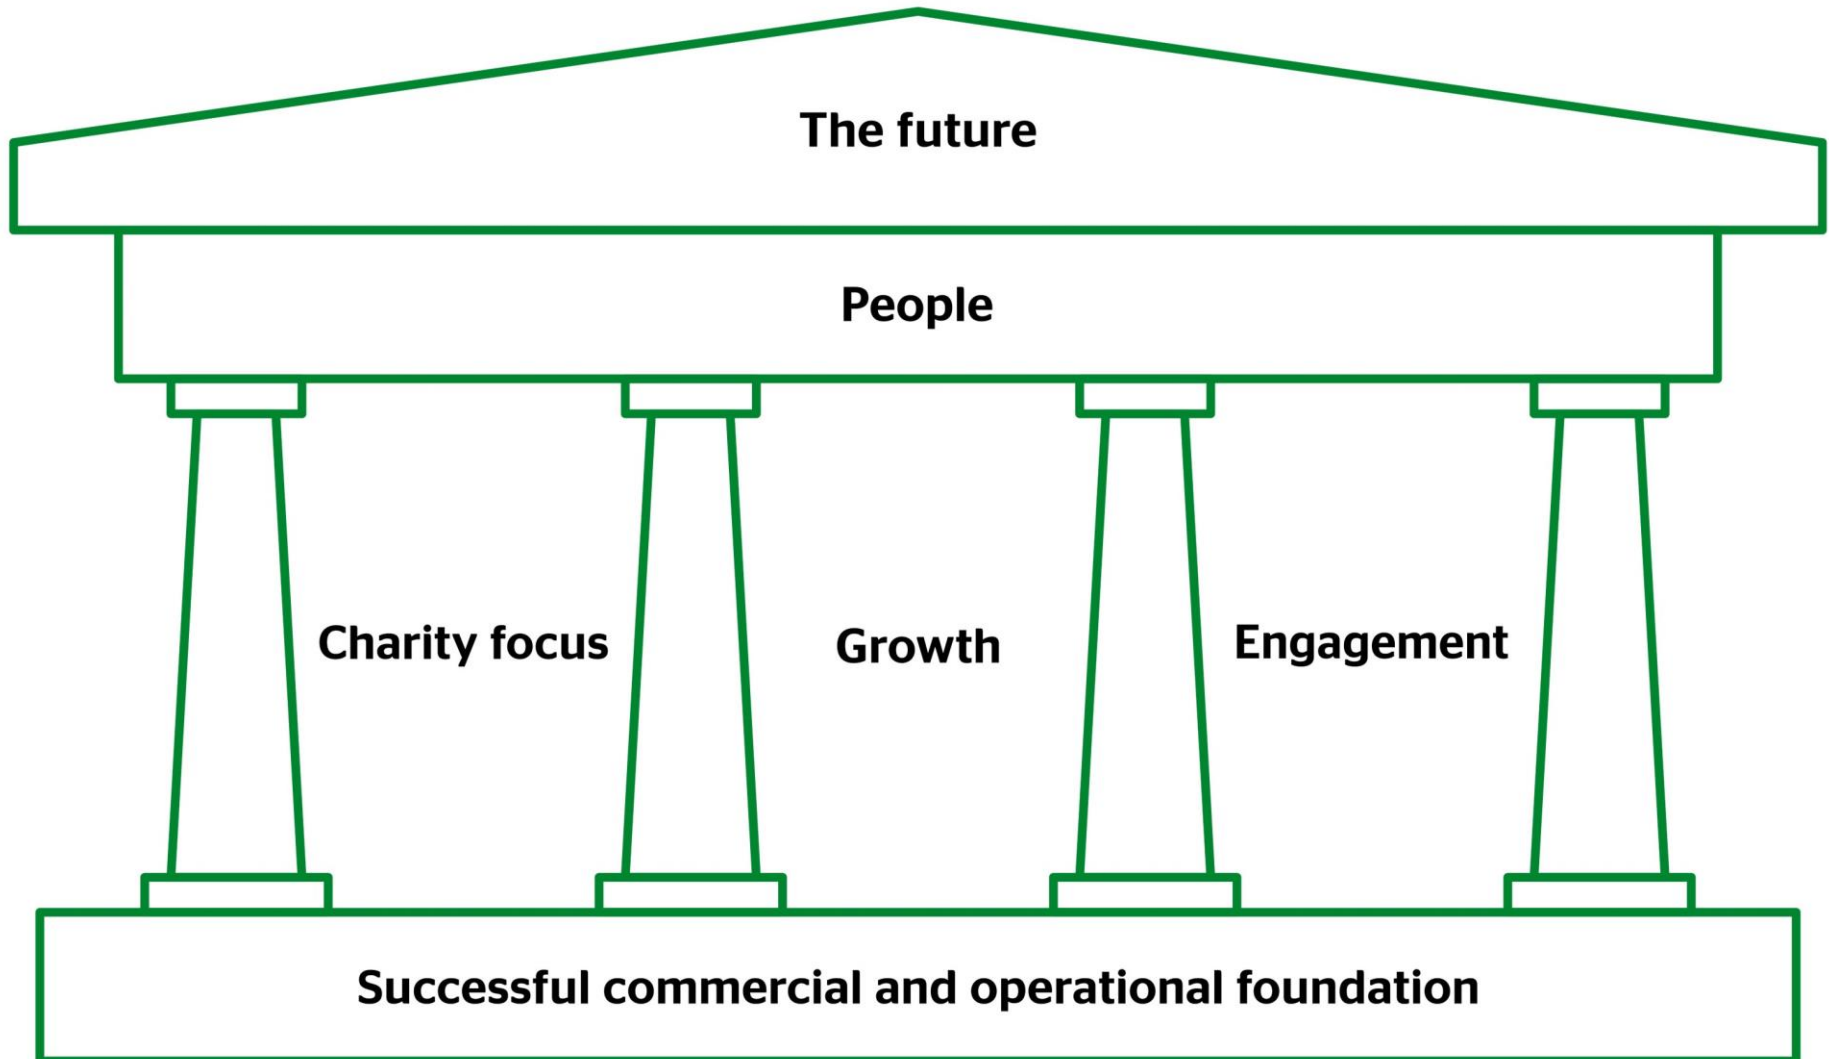 The future
People
Charity focus
Growth
Engagement
Successful commercial and operational foundation